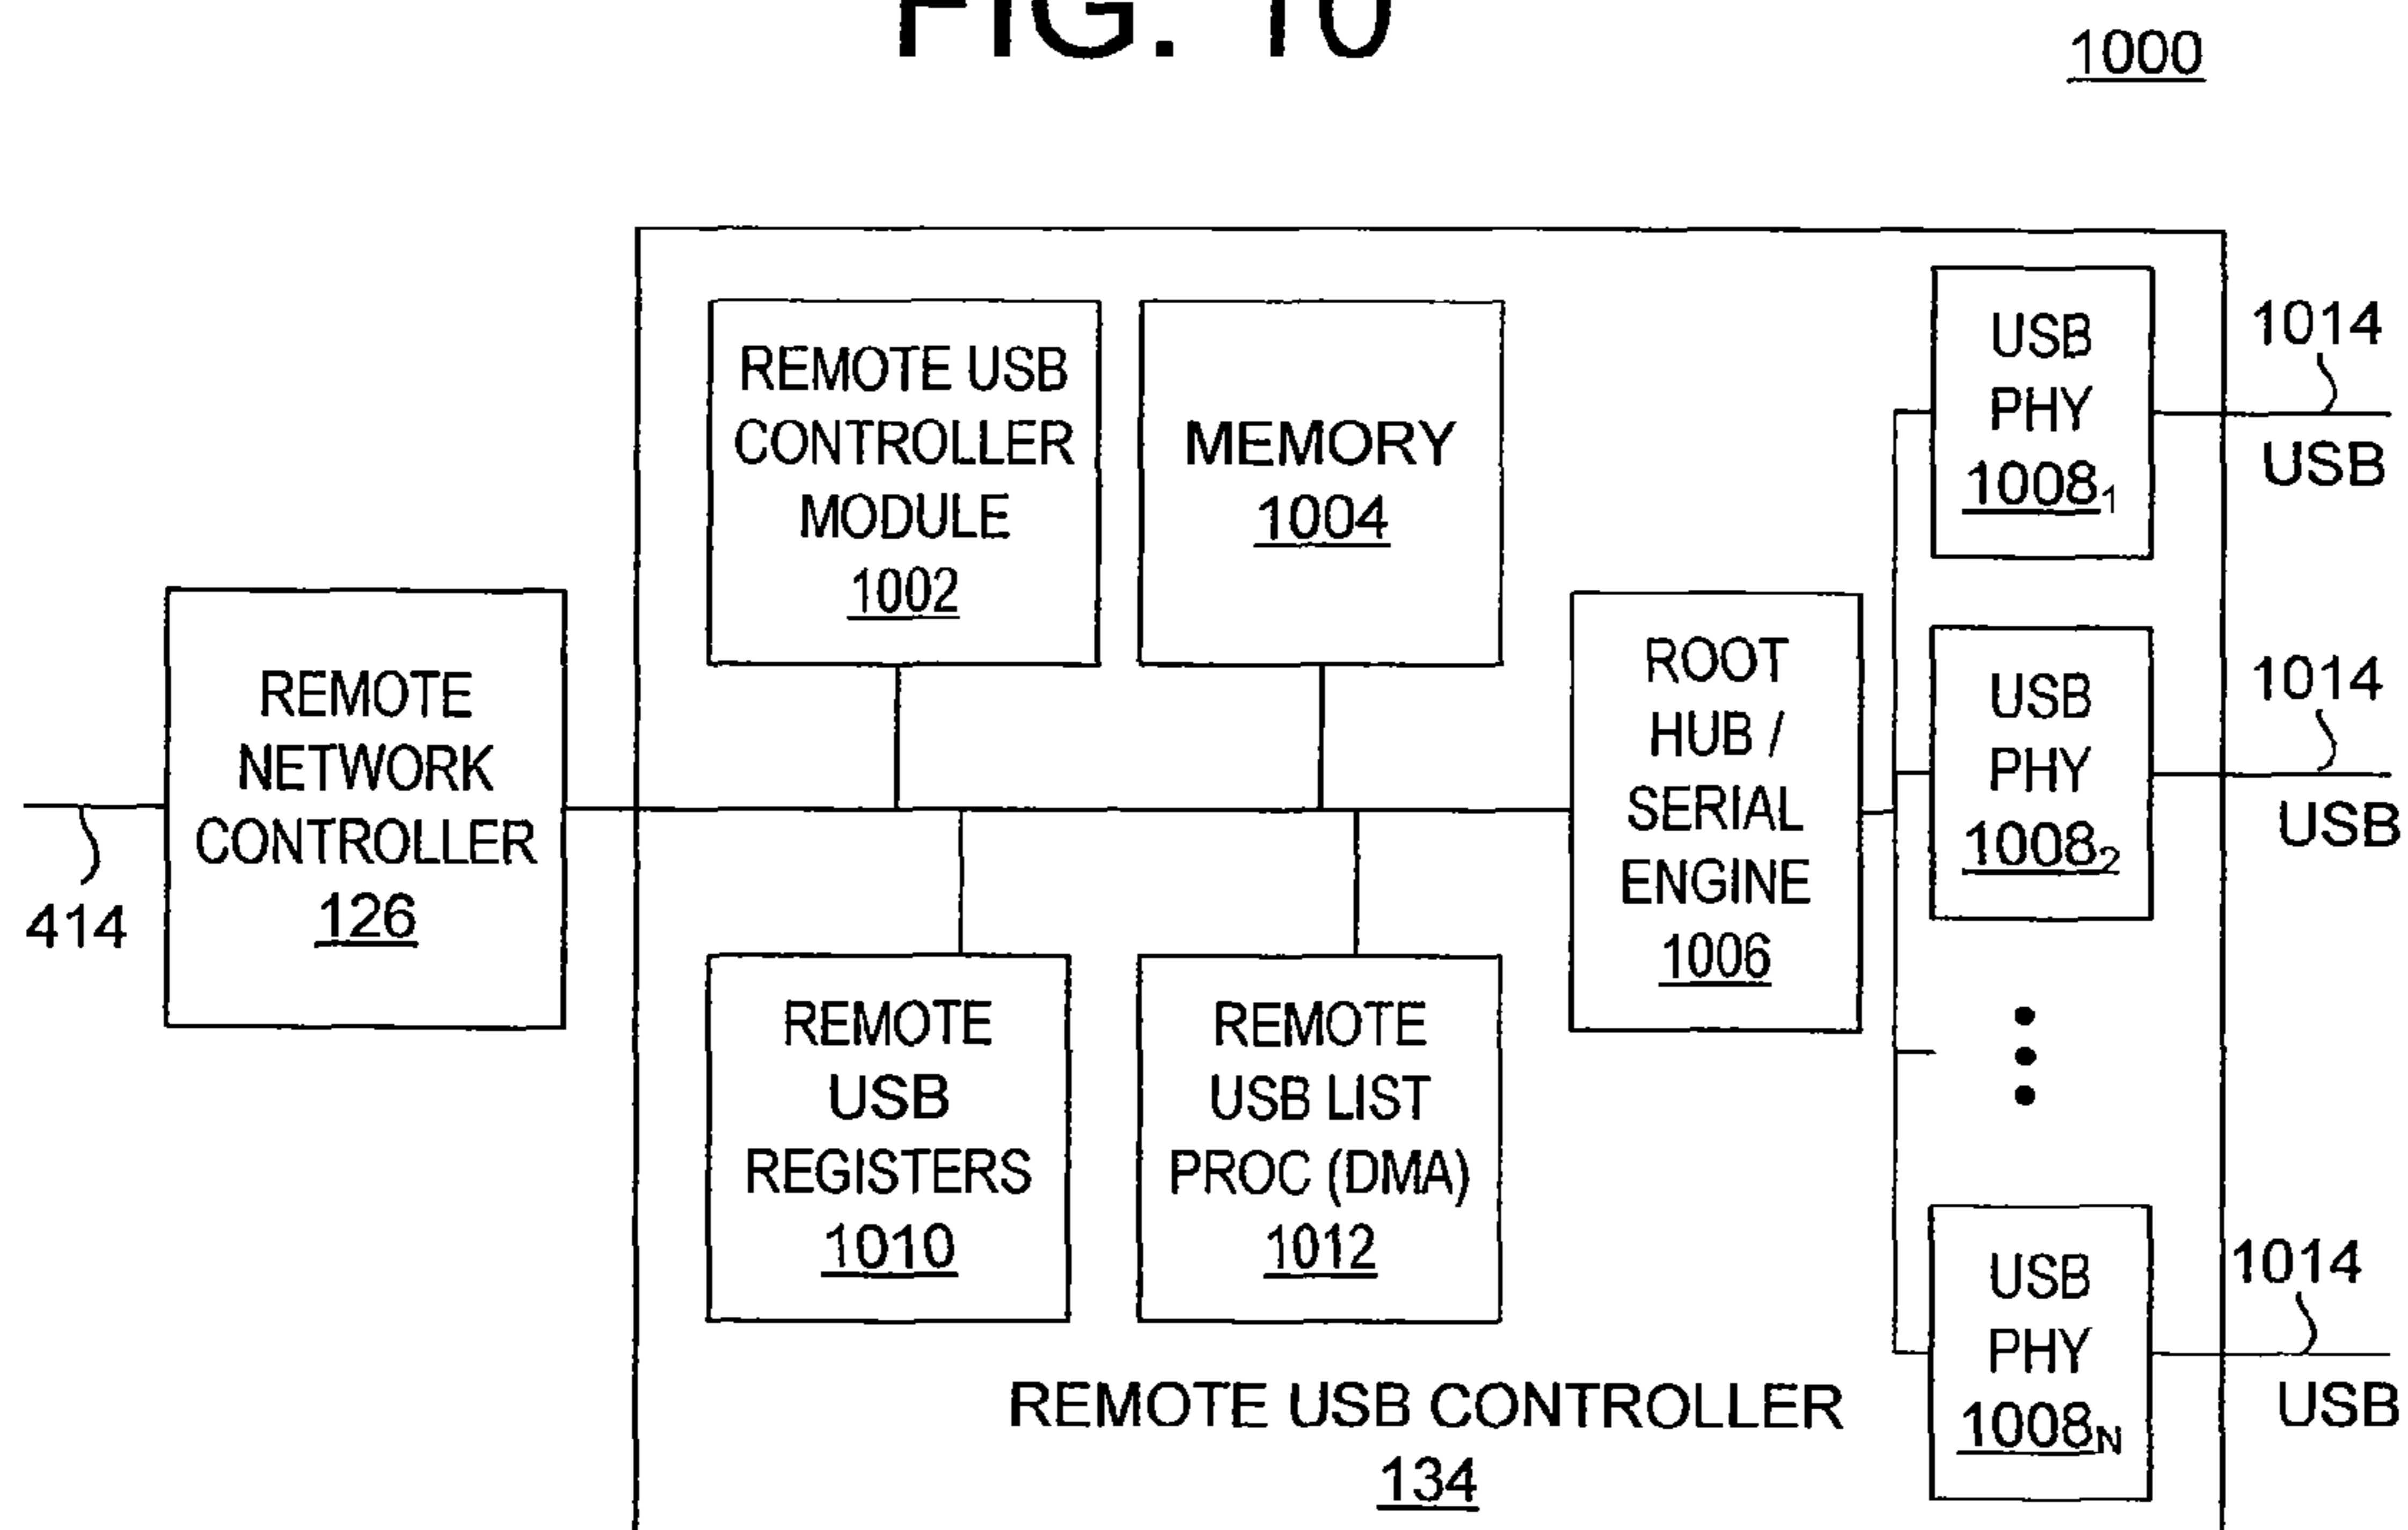 FIG. 10
1000
REMOTE USB
CONTROLLER
MODULE
1002
MEMORY
1004
REMOTE
NETWORK
CONTROLLER
126
414
ROOT
HUB /
SERIAL
ENGINE
1006
REMOTE
USB
REGISTERS
1010
REMOTE
USB LIST
PROC (DMA)
1012
USB
PHY
1008₁
1014
USB
USB
PHY
1008₂
1014
USB
USB
PHY
1008N
1014
USB
REMOTE USB CONTROLLER
134